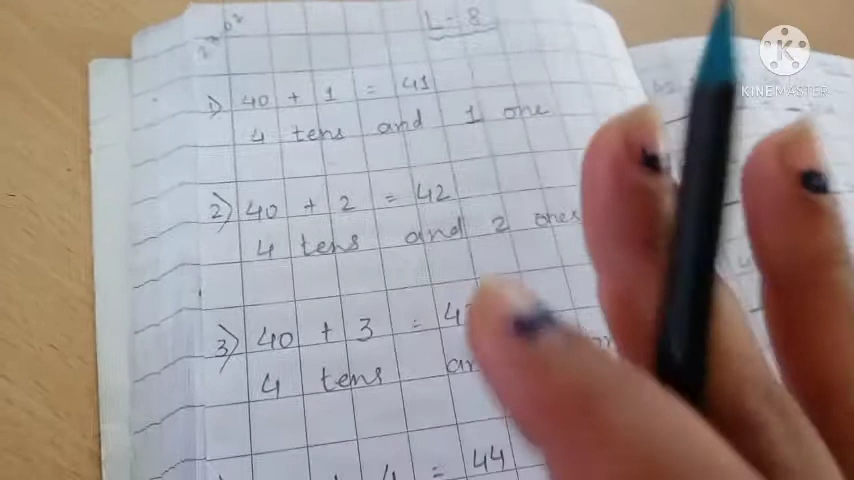 L - 8
1) 40 + 1 = 41
4 tens and 1 one
2) 40 + 2 = 42
4 tens and 2 ones
3) 40 + 3 =
4 tens
4 = 44
KINEMASTER